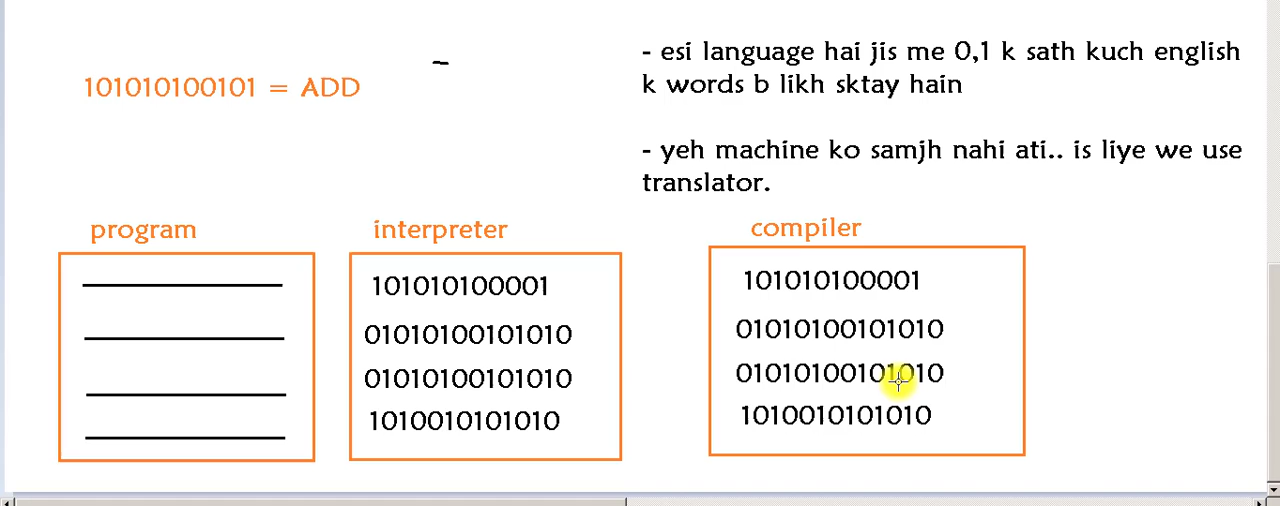 101010100101 = ADD
- esi language hai jis me 0,1 k sath kuch english
k words b likh sktay hain
- yeh machine ko samjh nahi ati.. is liye we use
translator.
program
interpreter
101010100001
01010100101010
01010100101010
1010010101010
compiler
101010100001
01010100101010
01010100101010
1010010101010